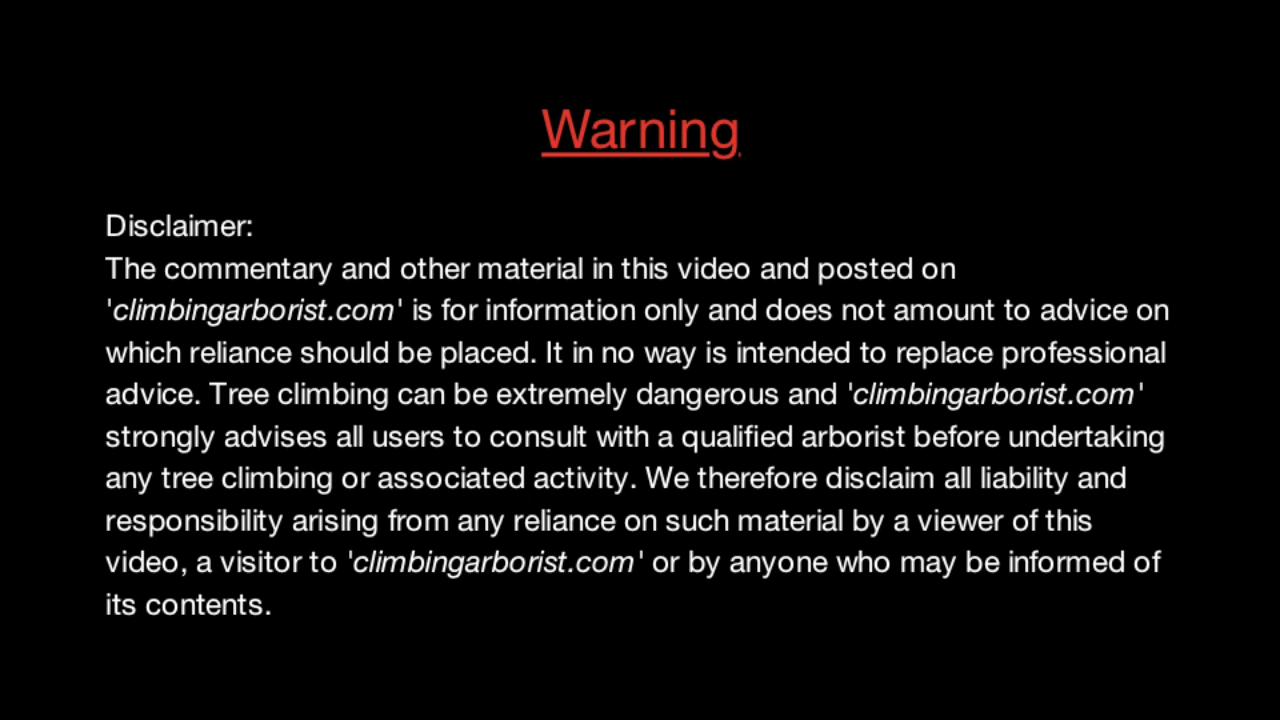 Warning
Disclaimer:
The commentary and other material in this video and posted on
'climbingarborist.com' is for information only and does not amount to advice on
which reliance should be placed. It in no way is intended to replace professional
advice. Tree climbing can be extremely dangerous and 'climbingarborist.com'
strongly advises all users to consult with a qualified arborist before undertaking
any tree climbing or associated activity. We therefore disclaim all liability and
responsibility arising from any reliance on such material by a viewer of this
video, a visitor to 'climbingarborist.com' or by anyone who may be informed of
its contents.